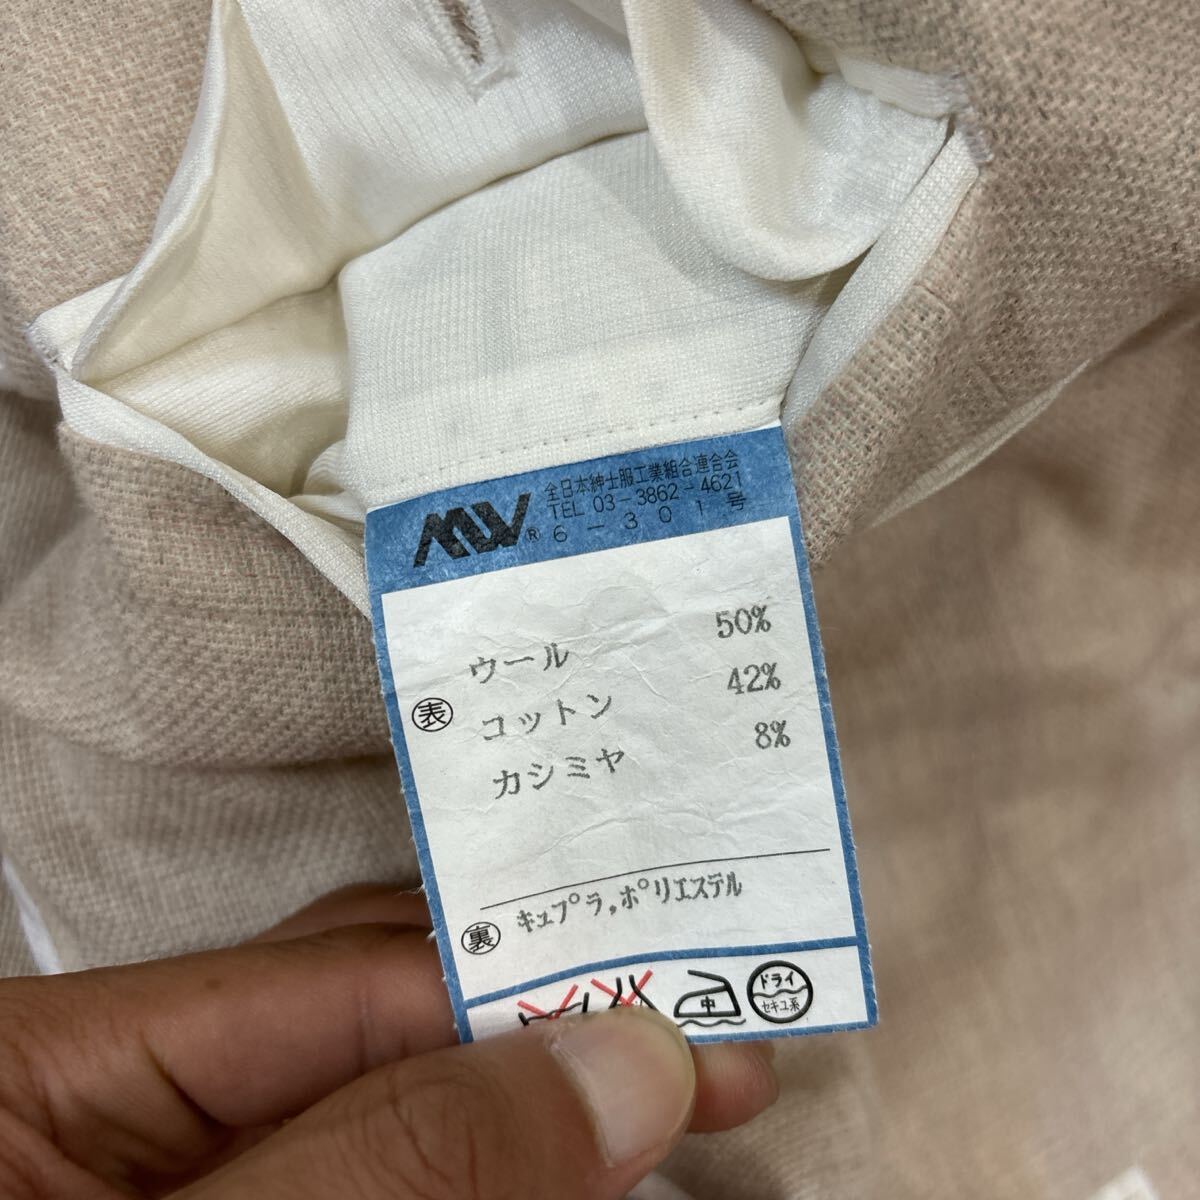 MW®
全日本紳士服工業組合連合会
TEL 03-3862-4621
6-301号
表
ウール 50%
コットン 42%
カシミヤ 8%
裏 キュプラ,ポリエステル
中
ドライ
セキユ系